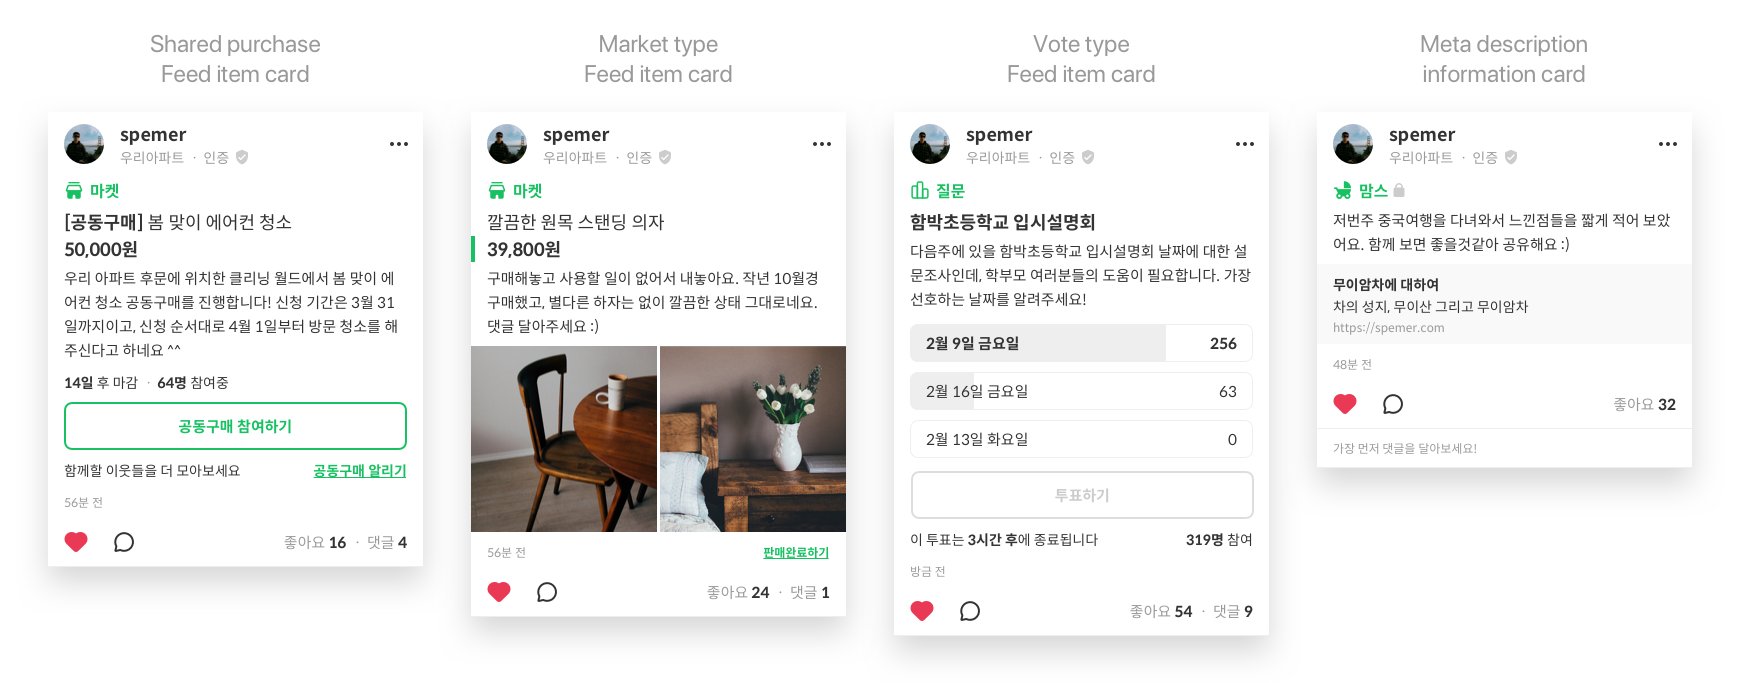 Shared purchase
Feed item card
spemer
우리아파트 · 인증
마켓
[공동구매] 봄 맞이 에어컨 청소
50,000원
우리 아파트 후문에 위치한 클리닝 월드에서 봄 맞이 에
어컨 청소 공동구매를 진행합니다! 신청 기간은 3월 31
일까지이고, 신청 순서대로 4월 1일부터 방문 청소를 해
주신다고 하네요 ^^
14일 후 마감 · 64명 참여중
공동구매 참여하기
함께할 이웃들을 더 모아보세요 공동구매 알리기
56분 전
좋아요 16 · 댓글 4
Market type
Feed item card
spemer
우리아파트 · 인증
마켓
깔끔한 원목 스탠딩 의자
39,800원
구매해놓고 사용할 일이 없어서 내놓아요. 작년 10월경
구매했고, 별다른 하자는 없이 깔끔한 상태 그대로네요.
댓글 달아주세요 :)
56분 전 판매완료하기
좋아요 24 · 댓글 1
Vote type
Feed item card
spemer
우리아파트 · 인증
질문
함박초등학교 입시설명회
다음주에 있을 함박초등학교 입시설명회 날짜에 대한 설
문조사인데, 학부모 여러분들의 도움이 필요합니다. 가장
선호하는 날짜를 알려주세요!
2월 9일 금요일 256
2월 16일 금요일 63
2월 13일 화요일 0
투표하기
이 투표는 3시간 후에 종료됩니다 319명 참여
방금 전
좋아요 54 · 댓글 9
Meta description
information card
spemer
우리아파트 · 인증
맘스
저번주 중국여행을 다녀와서 느낀점들을 짧게 적어 보았
어요. 함께 보면 좋을것같아 공유해요 :)
무이암차에 대하여
차의 성지, 무이산 그리고 무이암차
https://spemer.com
48분 전
좋아요 32
가장 먼저 댓글을 달아보세요!